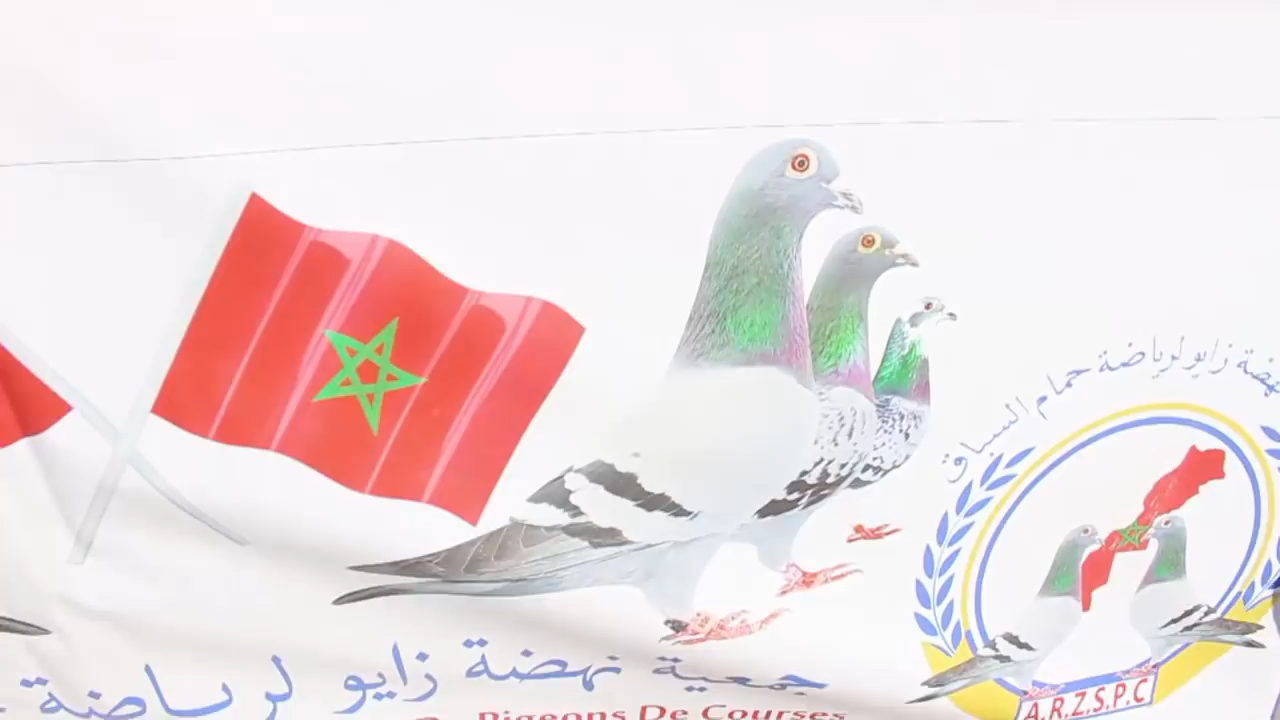 نهضة زايو لرياضة حمام السباق
A.R.Z.S.P.C
جمعية نهضة زايو لرياضة
Pigeons De Courses